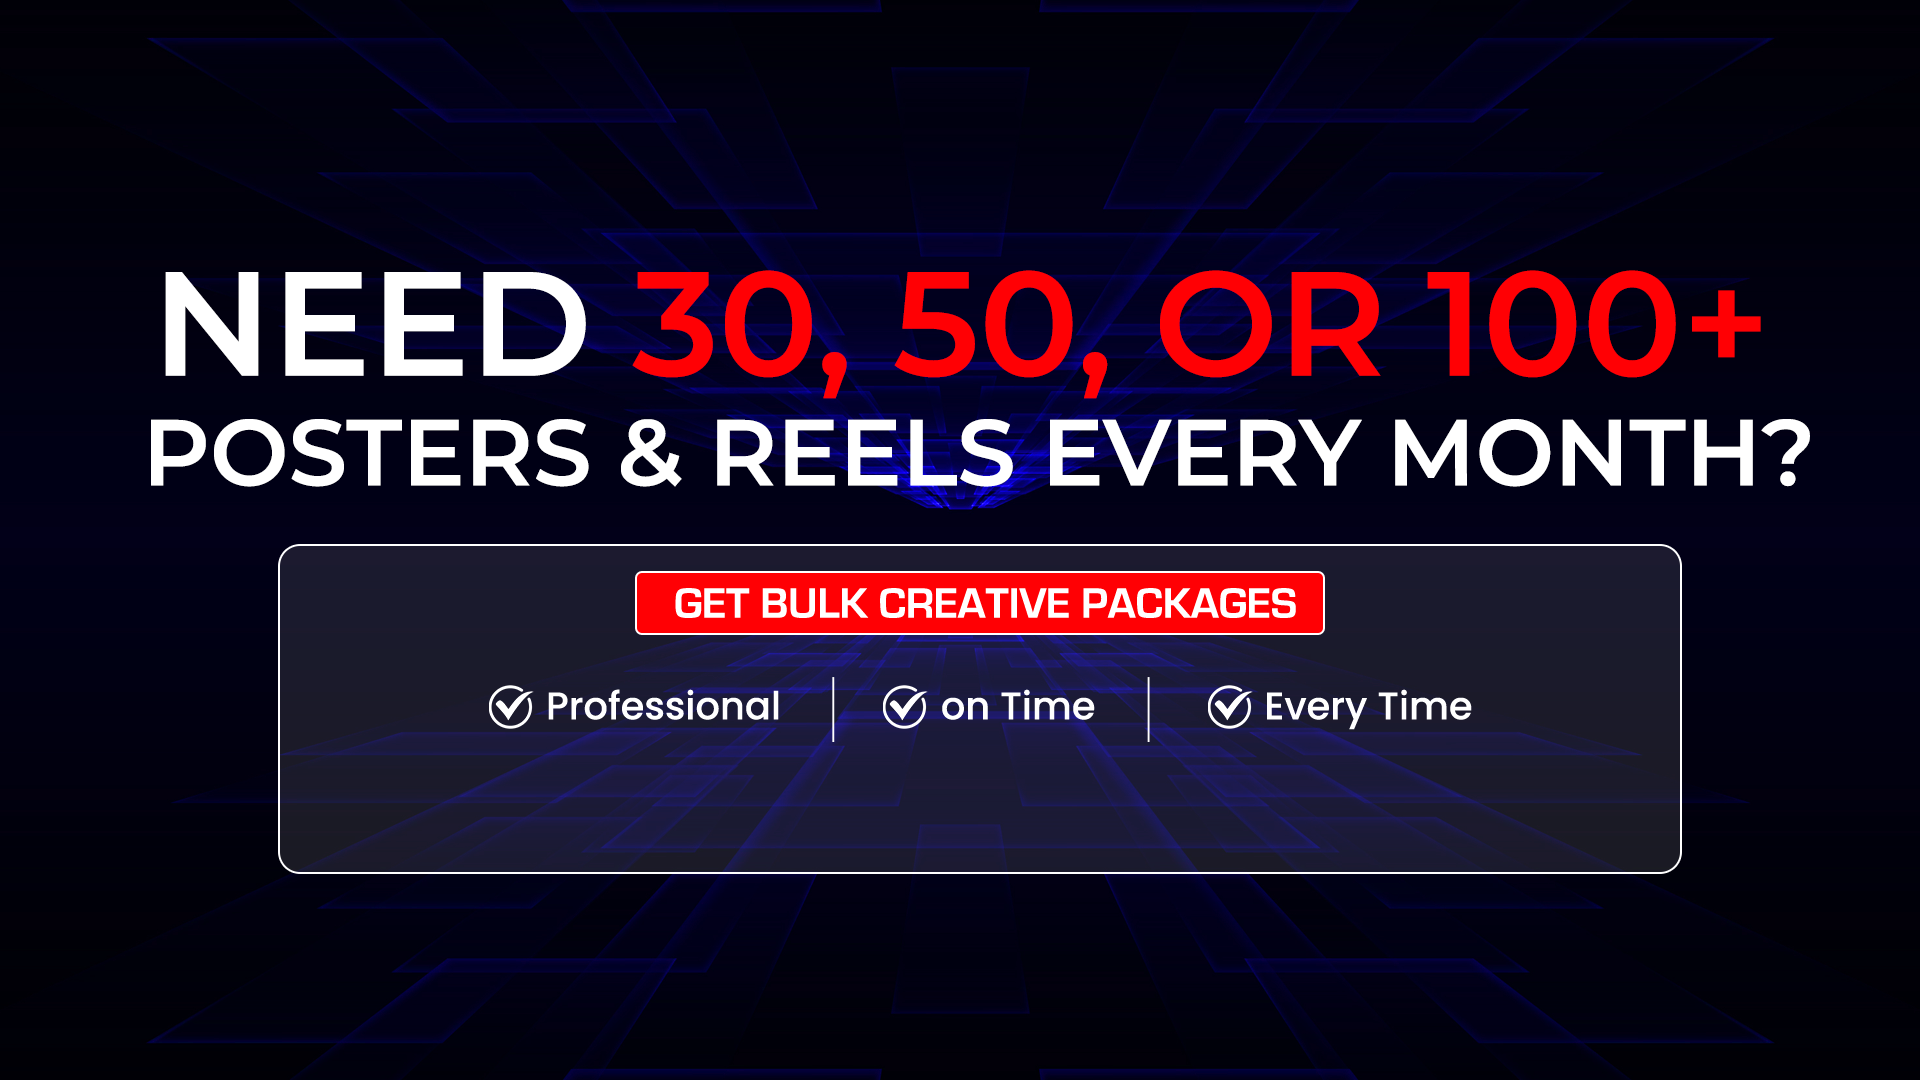 NEED 30, 50, OR 100+
POSTERS & REELS EVERY MONTH?
GET BULK CREATIVE PACKAGES
Professional on Time Every Time